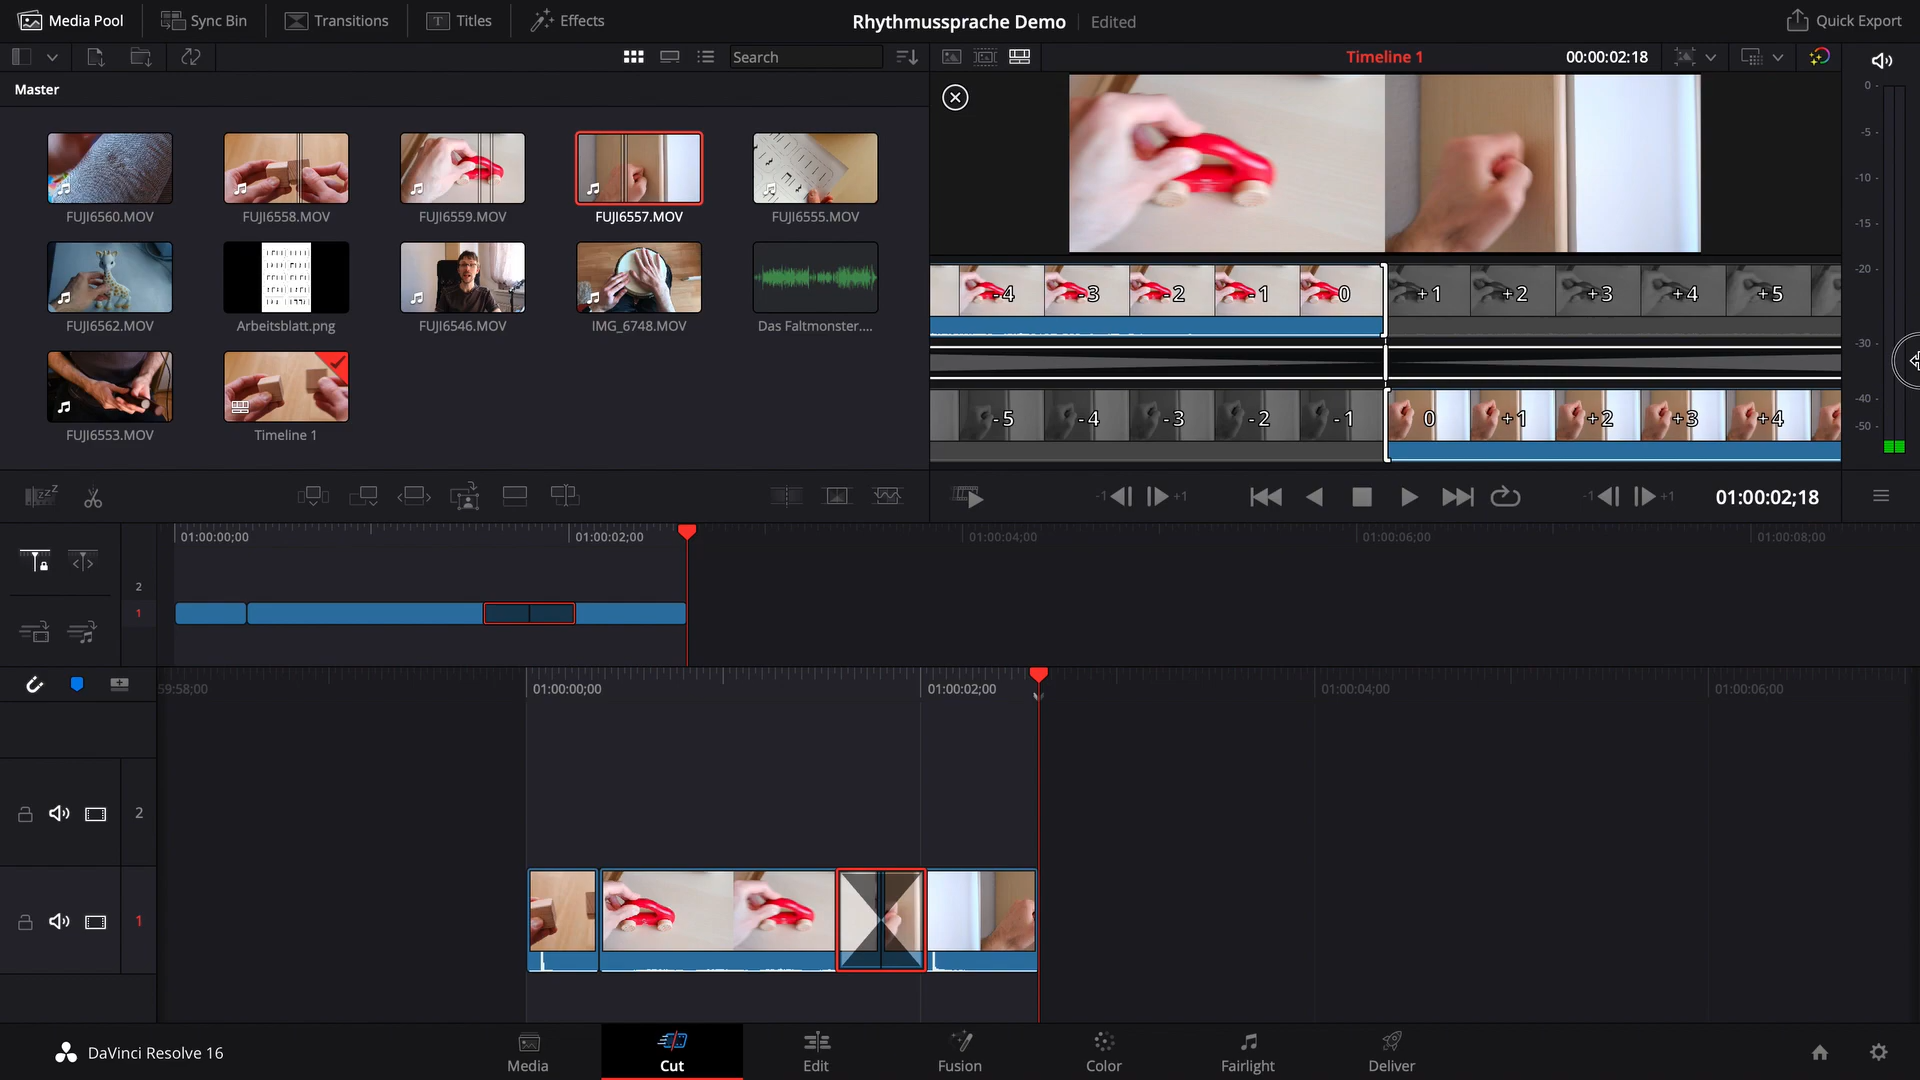 Media Pool
Sync Bin
Transitions
Titles
Effects
Rhythmussprache Demo
Edited
Quick Export
Search
Timeline 1
00:00:02:18
Master
FUJI6560.MOV
FUJI6558.MOV
FUJI6559.MOV
FUJI6557.MOV
FUJI6555.MOV
FUJI6562.MOV
Arbeitsblatt.png
FUJI6546.MOV
IMG_6748.MOV
Das Faltmonster....
FUJI6553.MOV
Timeline 1
-4 -3 -2 -1 0 +1 +2 +3 +4 +5
-5 -4 -3 -2 -1 0 +1 +2 +3 +4
0 -
-5 -
-10 -
-15 -
-20 -
-30 -
-40 -
-50 -
-1 +1
-1 +1
01:00:02;18
01:00:00;00
01:00:02;00
01:00:04;00
01:00:06;00
01:00:08;00
2
1
59:58;00
01:00:00;00
01:00:02;00
01:00:04;00
01:00:06;00
2
1
DaVinci Resolve 16
Media
Cut
Edit
Fusion
Color
Fairlight
Deliver